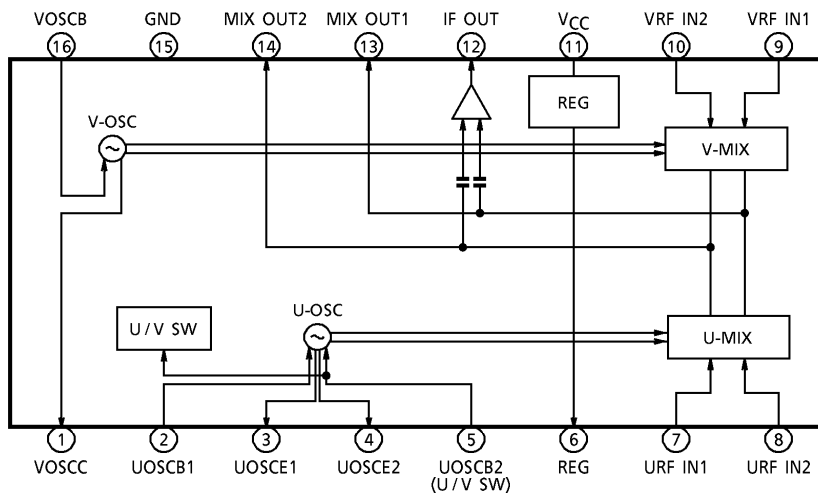 VOSCB GND MIX OUT2 MIX OUT1 IF OUT VCC VRF IN2 VRF IN1
16 15 14 13 12 11 10 9
REG
V-OSC
~
V-MIX
U-OSC
U/V SW
~
U-MIX
1 2 3 4 5 6 7 8
VOSCC UOSCB1 UOSCE1 UOSCE2 UOSCB2 REG URF IN1 URF IN2
(U/V SW)